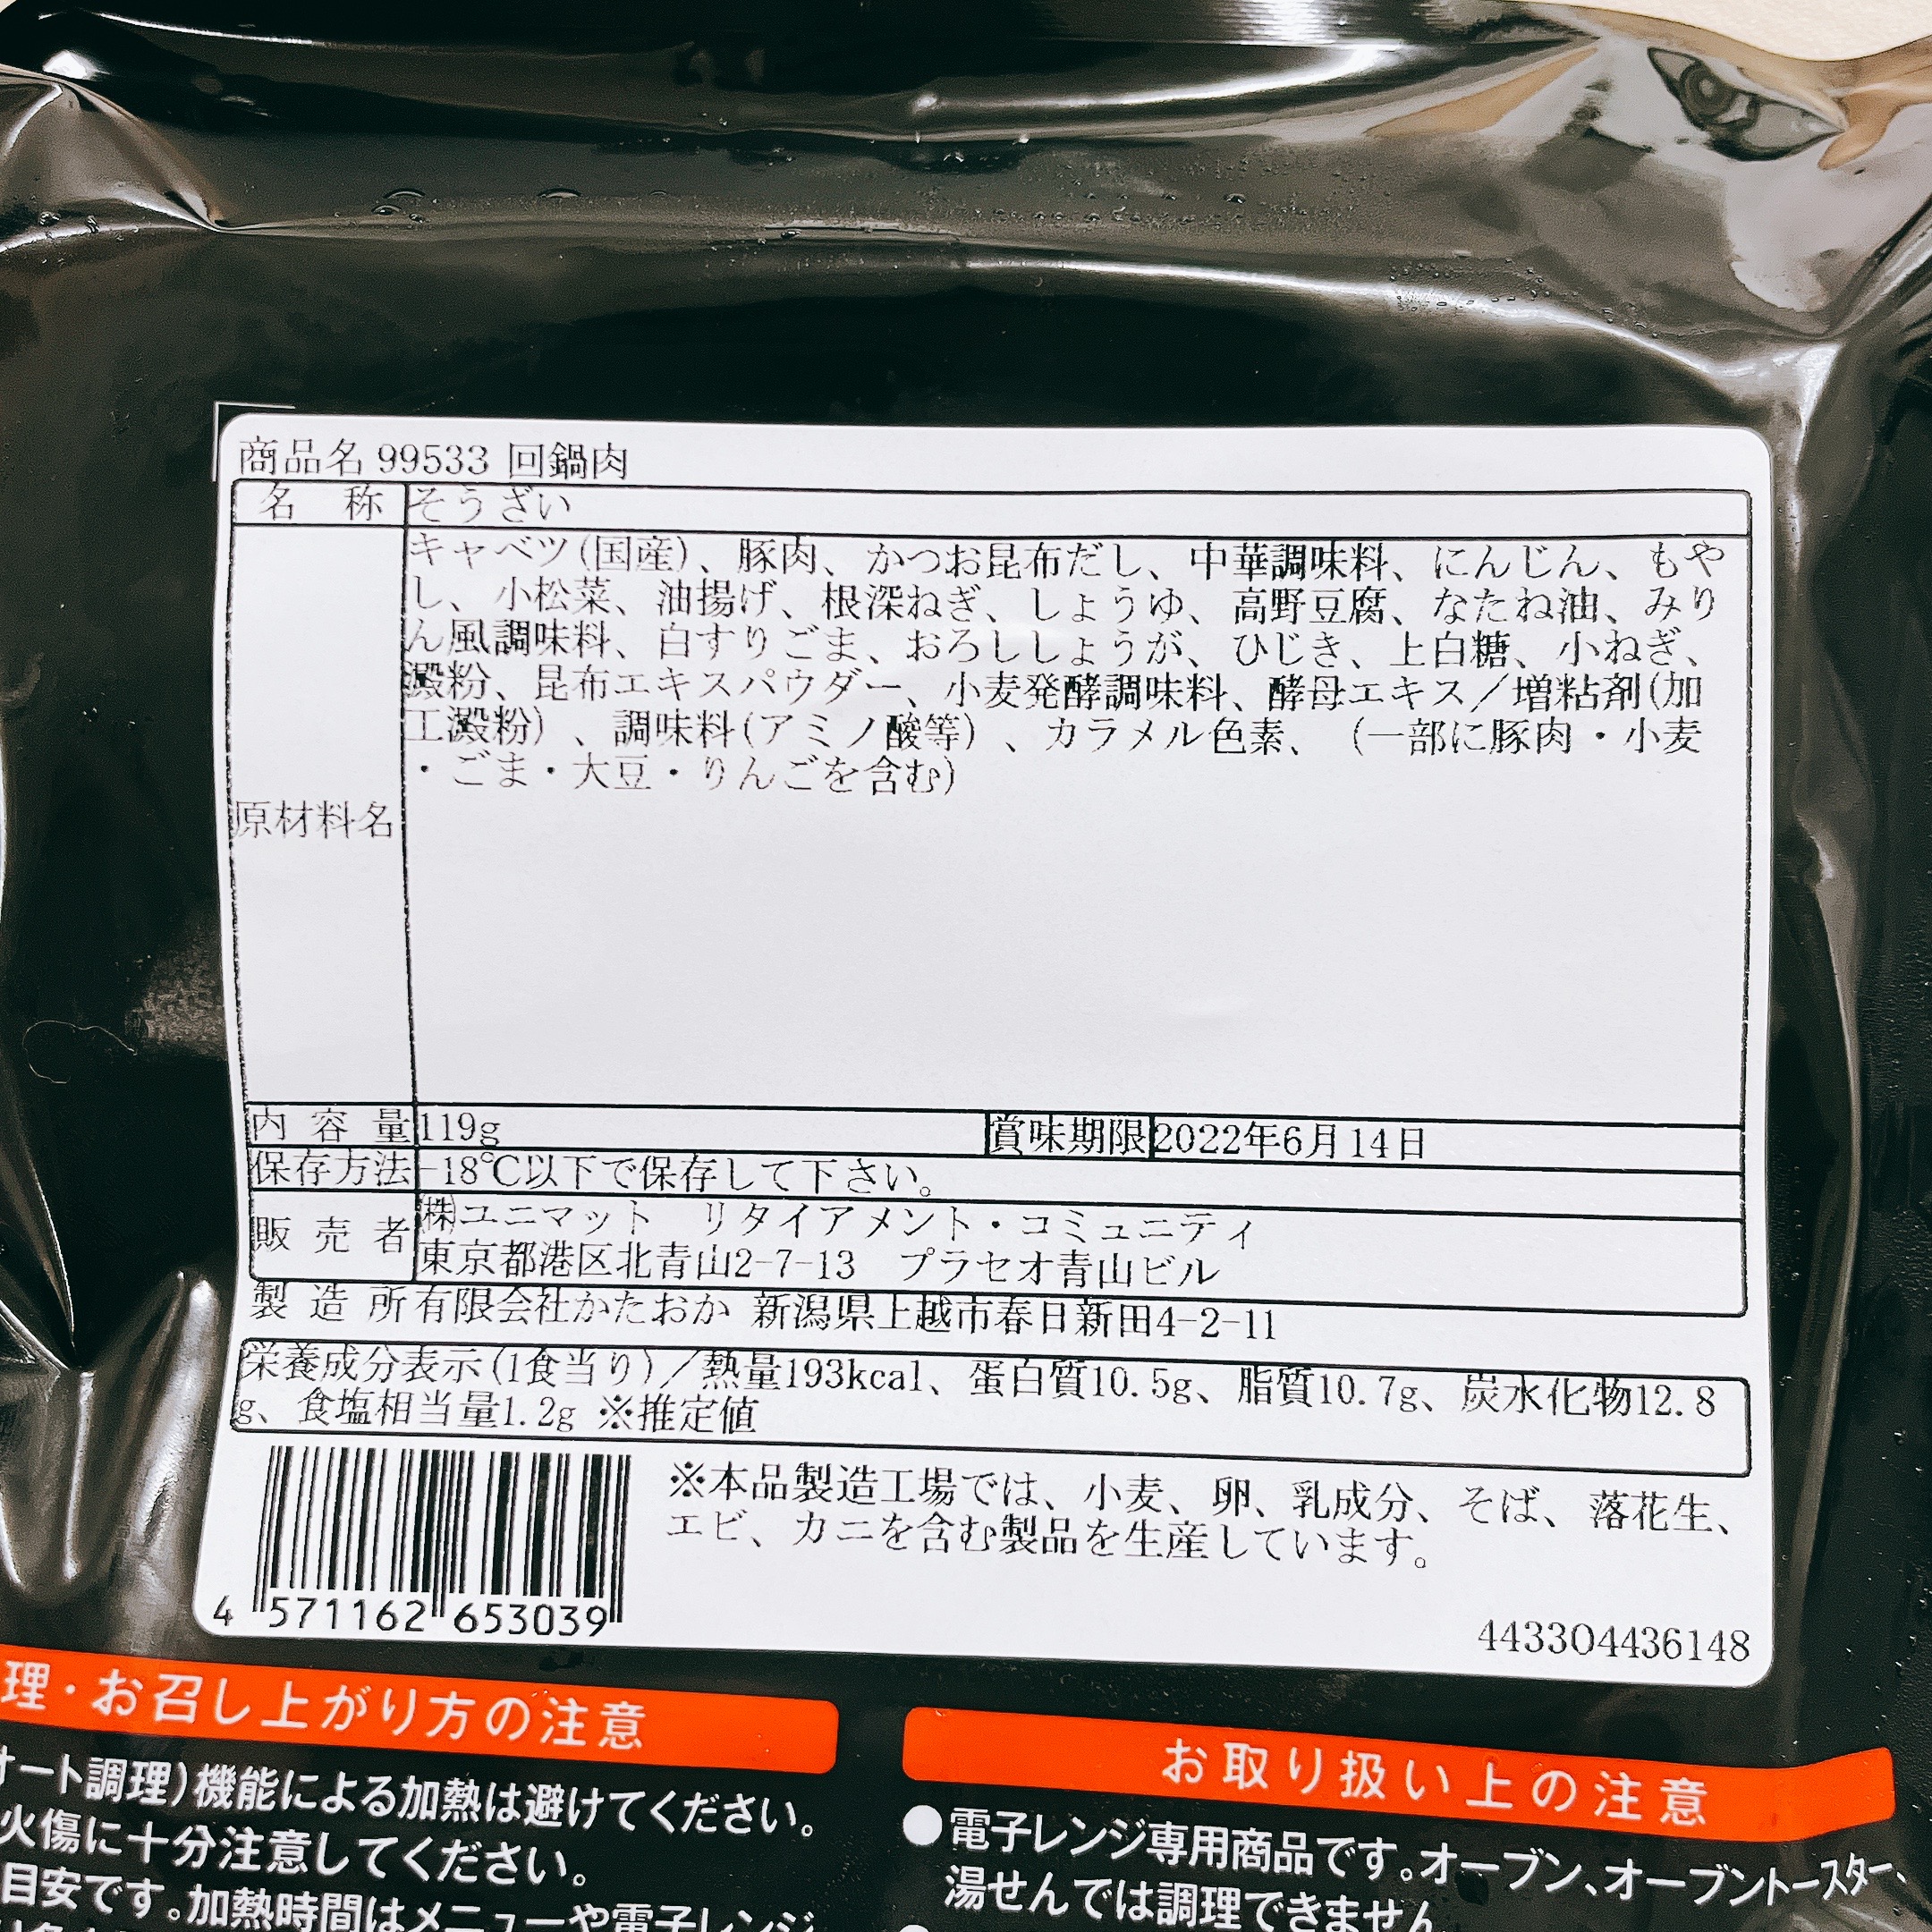 商品名 99533 回鍋肉
名 称 そうざい
原材料名
キャベツ(国産)、豚肉、かつお昆布だし、中華調味料、にんじん、もや
し、小松菜、油揚げ、根深ねぎ、しょうゆ、高野豆腐、なたね油、みり
ん風調味料、白すりごま、おろししょうが、ひじき、上白糖、小ねぎ、
澱粉、昆布エキスパウダー、小麦発酵調味料、酵母エキス／増粘剤(加
工澱粉)、調味料(アミノ酸等)、カラメル色素、(一部に豚肉・小麦
・ごま・大豆・りんごを含む)
内 容 量 119g 賞味期限 2022年6月14日
保存方法 -18℃以下で保存して下さい。
販 売 者 ㈱ユニマット リタイアメント・コミュニティ
東京都港区北青山2-7-13 プラセオ青山ビル
製 造 所 有限会社かたおか 新潟県上越市春日新田4-2-11
栄養成分表示(1食当り)／熱量193kcal、蛋白質10.5g、脂質10.7g、炭水化物12.8
g、食塩相当量1.2g ※推定値
※本品製造工場では、小麦、卵、乳成分、そば、落花生、
エビ、カニを含む製品を生産しています。
4 571162 653039
443304436148
理・お召し上がり方の注意
オート調理)機能による加熱は避けてください。
火傷に十分注意してください。
目安です。加熱時間はメニューや電子レンジ
お取り扱い上の注意
●電子レンジ専用商品です。オーブン、オーブントースター、
湯せんでは調理できません